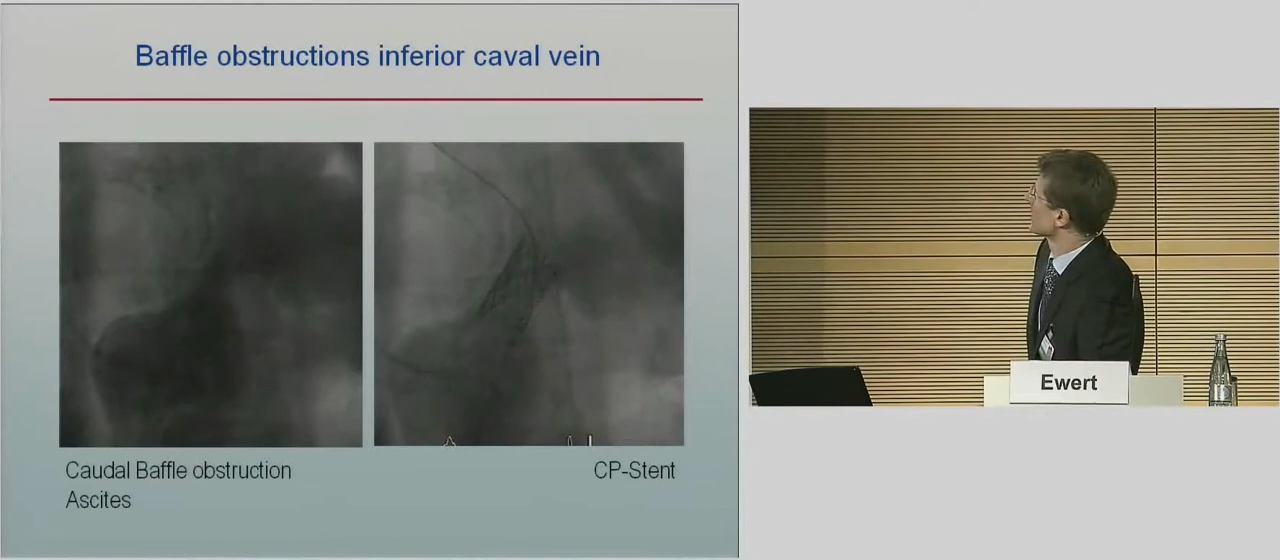 Baffle obstructions inferior caval vein
Caudal Baffle obstruction
Ascites
CP-Stent
Ewert